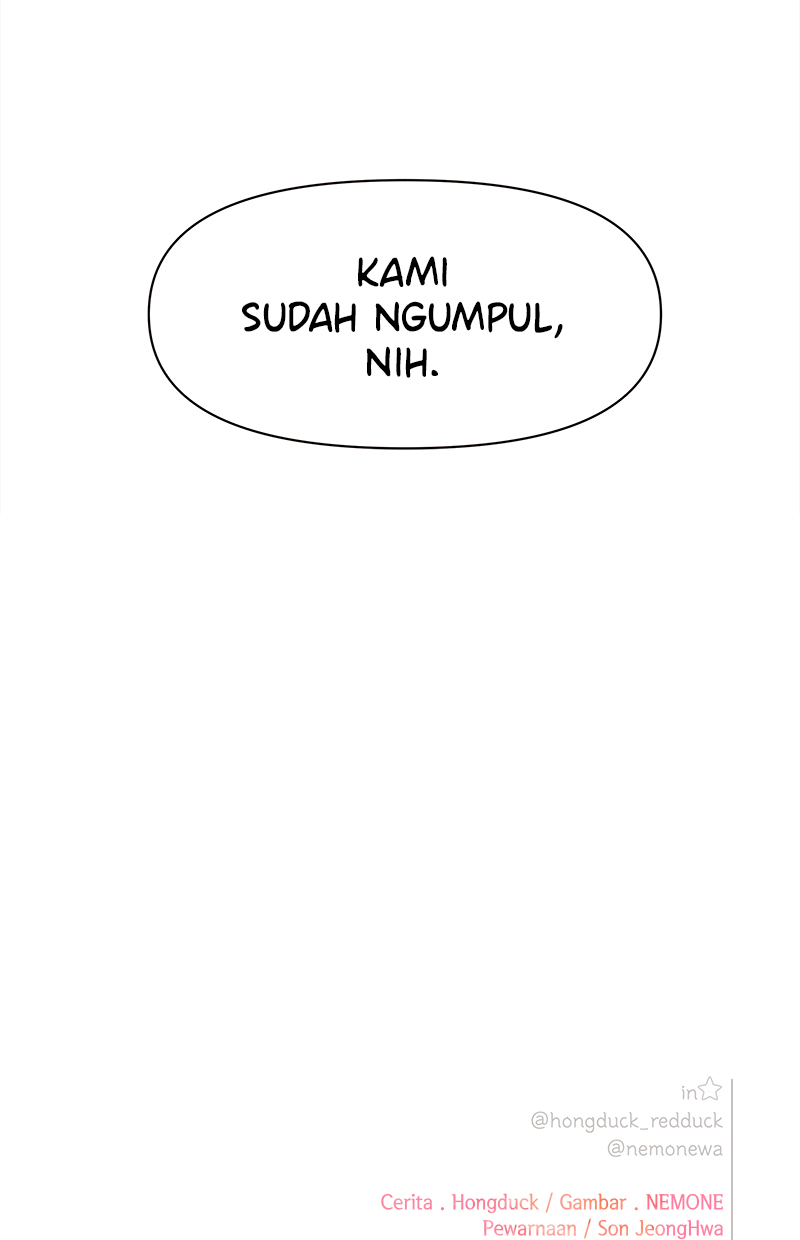 KAMI
SUDAH NGUMPUL,
NIH.
in☆
@hongduck_redduck
@nemonewa
Cerita . Hongduck / Gambar . NEMONE
Pewarnaan / Son JeongHwa